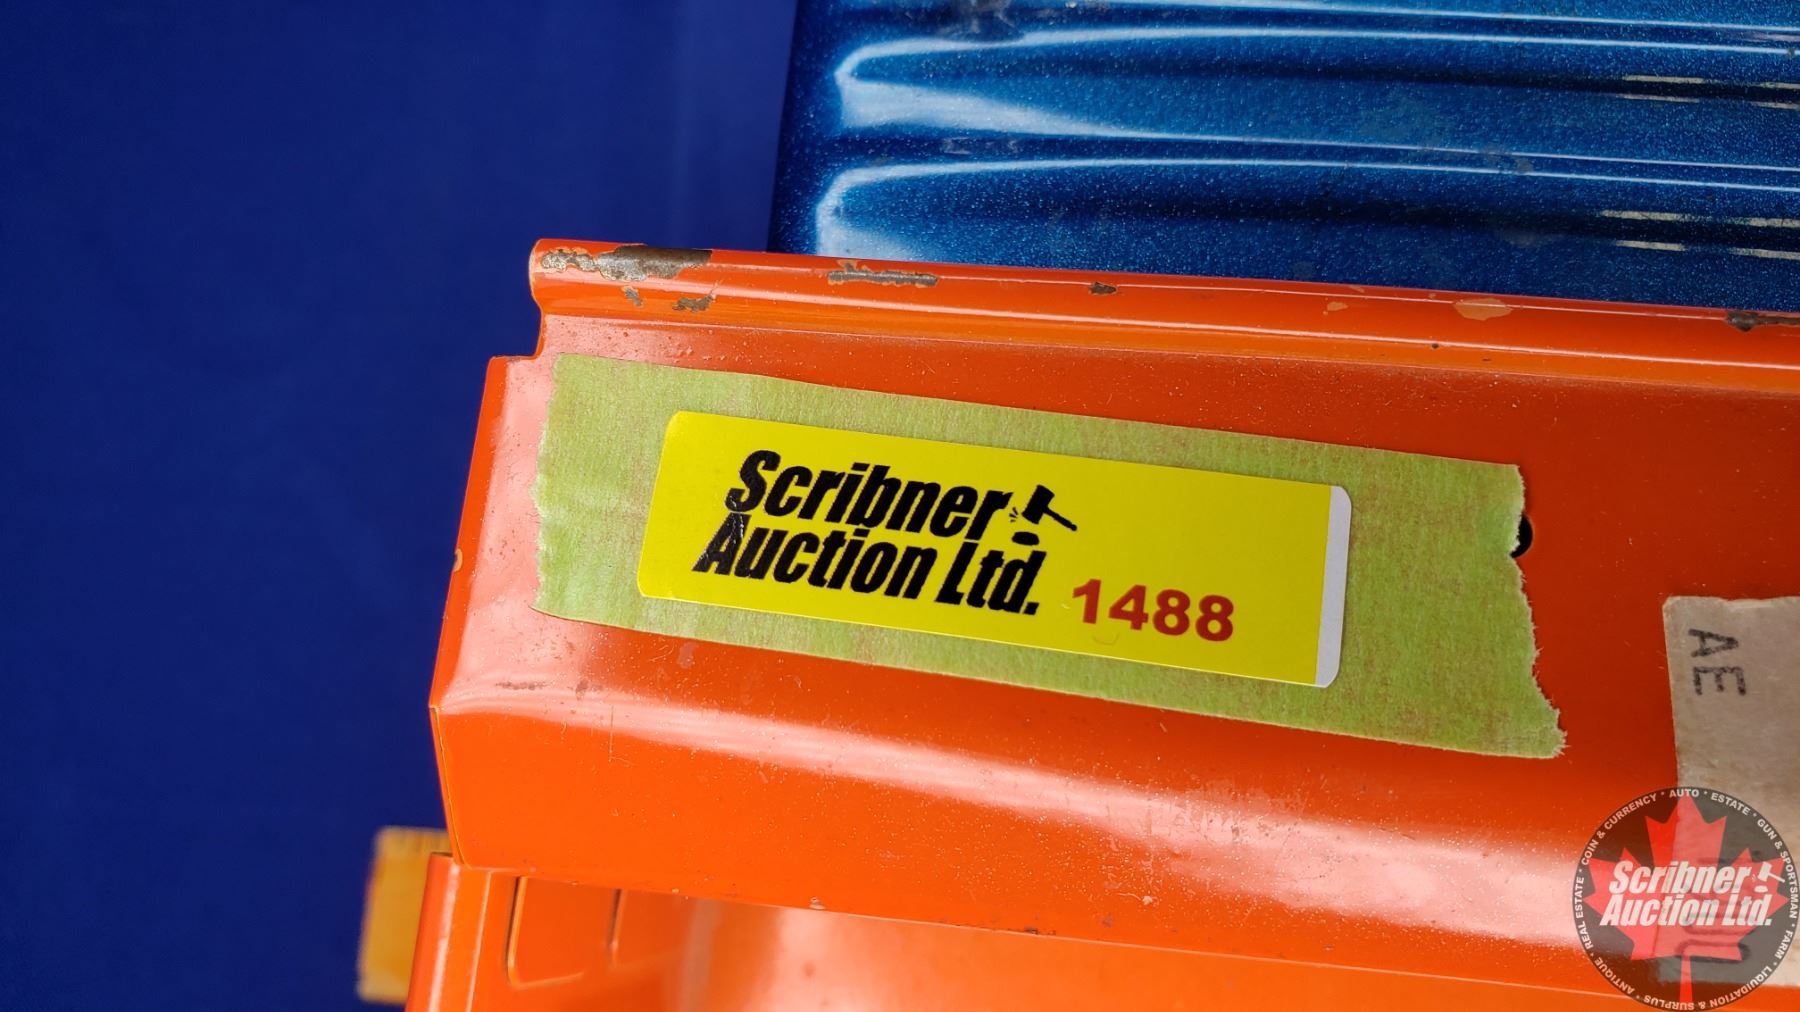 Scribner
Auction Ltd.
1488
AE
COIN & CURRENCY * AUTO * ESTATE * GUN & SPORTSMAN * FARM * LIQUIDATION & SURPLUS * ANTIQUE * REAL ESTATE *
Scribner
Auction Ltd.